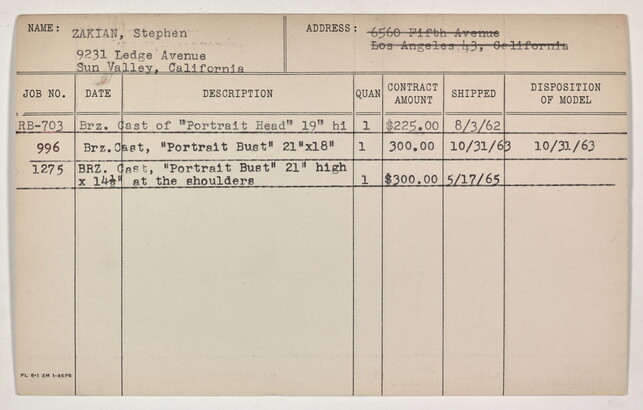 NAME: ZAKIAN, Stephen
9231 Ledge Avenue
Sun Valley, California
ADDRESS: 6560 Fifth Avenue
Los Angeles 43, California
JOB NO. DATE DESCRIPTION QUAN CONTRACT AMOUNT SHIPPED DISPOSITION OF MODEL
RB-703 Brz. Cast of "Portrait Head" 19" hi 1 $225.00 8/3/62
996 Brz.Cast, "Portrait Bust" 21"x18" 1 300.00 10/31/63 10/31/63
1275 BRZ. Cast, "Portrait Bust" 21" high
x 14½" at the shoulders 1 $300.00 5/17/65